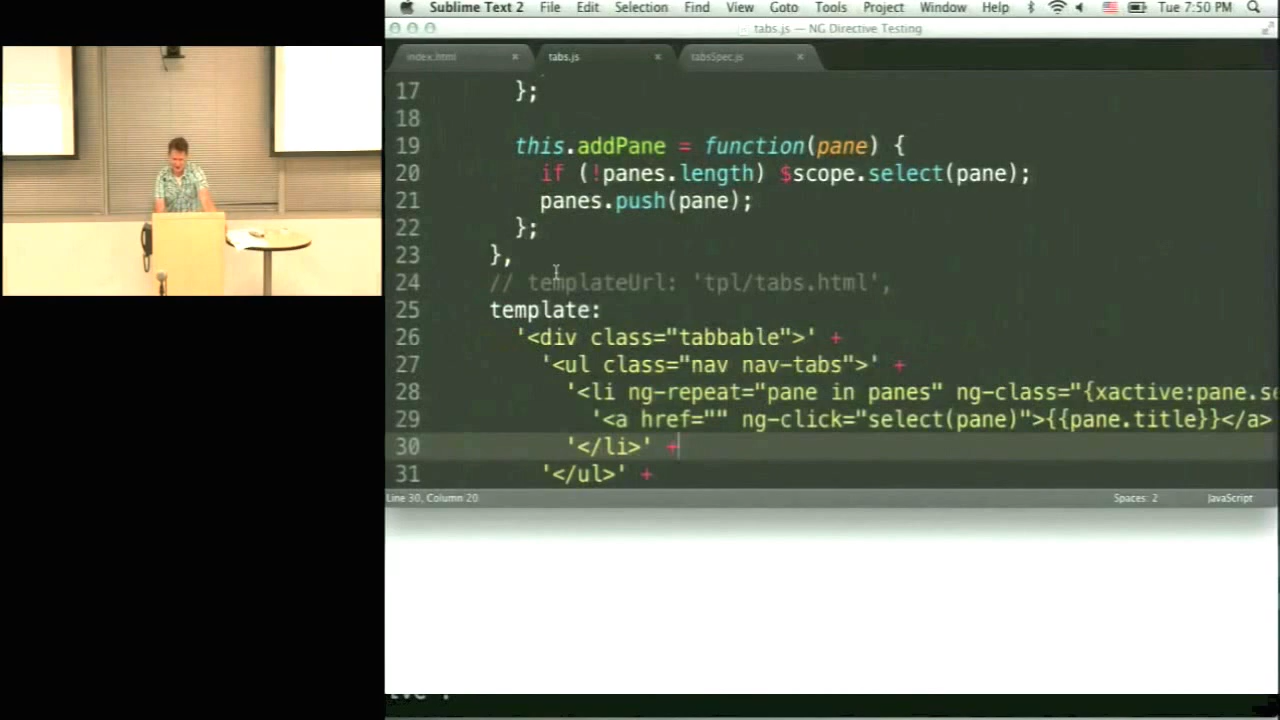 Sublime Text 2 File Edit Selection Find View Goto Tools Project Window Help Tue 7:50 PM
tabs.js — NG Directive Testing
index.html × tabs.js × tabsSpec.js ×
17 };
18
19 this.addPane = function(pane) {
20 if (!panes.length) $scope.select(pane);
21 panes.push(pane);
22 };
23 },
24 // templateUrl: 'tpl/tabs.html',
25 template:
26 '<div class="tabbable">' +
27 '<ul class="nav nav-tabs">' +
28 '<li ng-repeat="pane in panes" ng-class="{xactive:pane.se
29 '<a href="" ng-click="select(pane)">{{pane.title}}</a>
30 '</li>' +
31 '</ul>' +
Line 30, Column 20 Spaces: 2 JavaScript